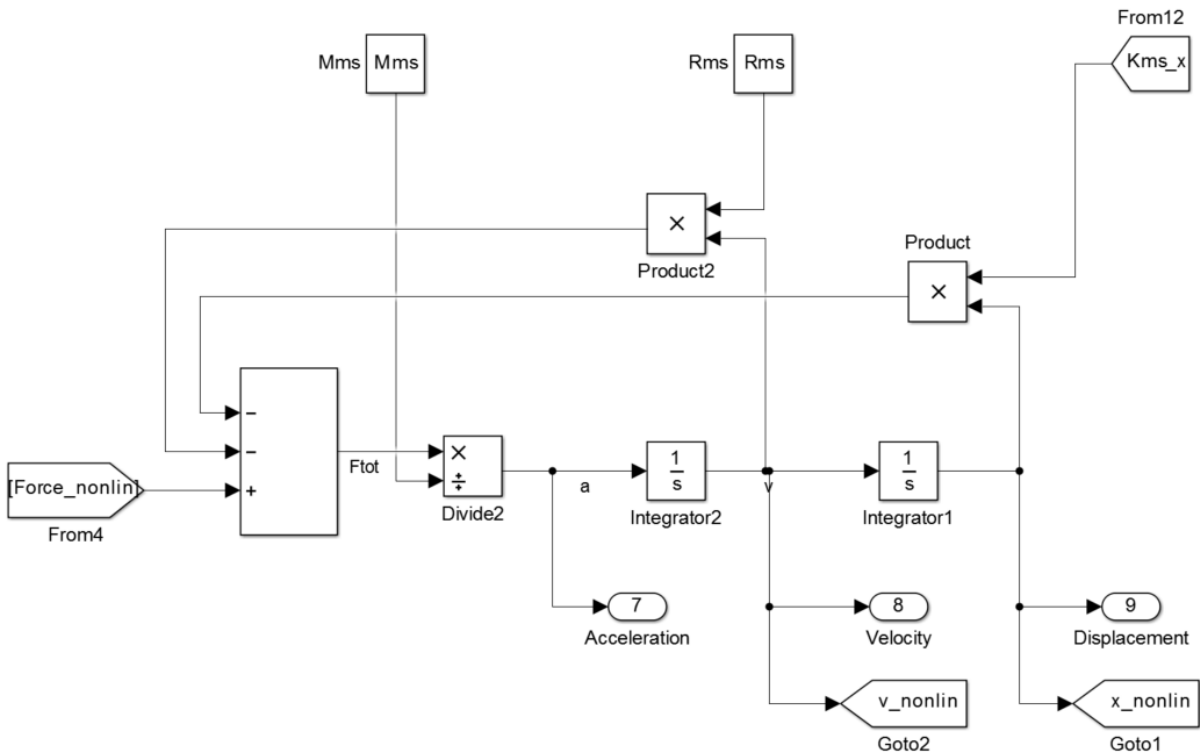 From12
Mms
Mms
Rms
Rms
Kms_x
×
Product2
Product
×
−
−
+
[Force_nonlin]
From4
Ftot
×
÷
Divide2
a
1
s
Integrator2
v
1
s
Integrator1
7
Acceleration
8
Velocity
9
Displacement
v_nonlin
Goto2
x_nonlin
Goto1